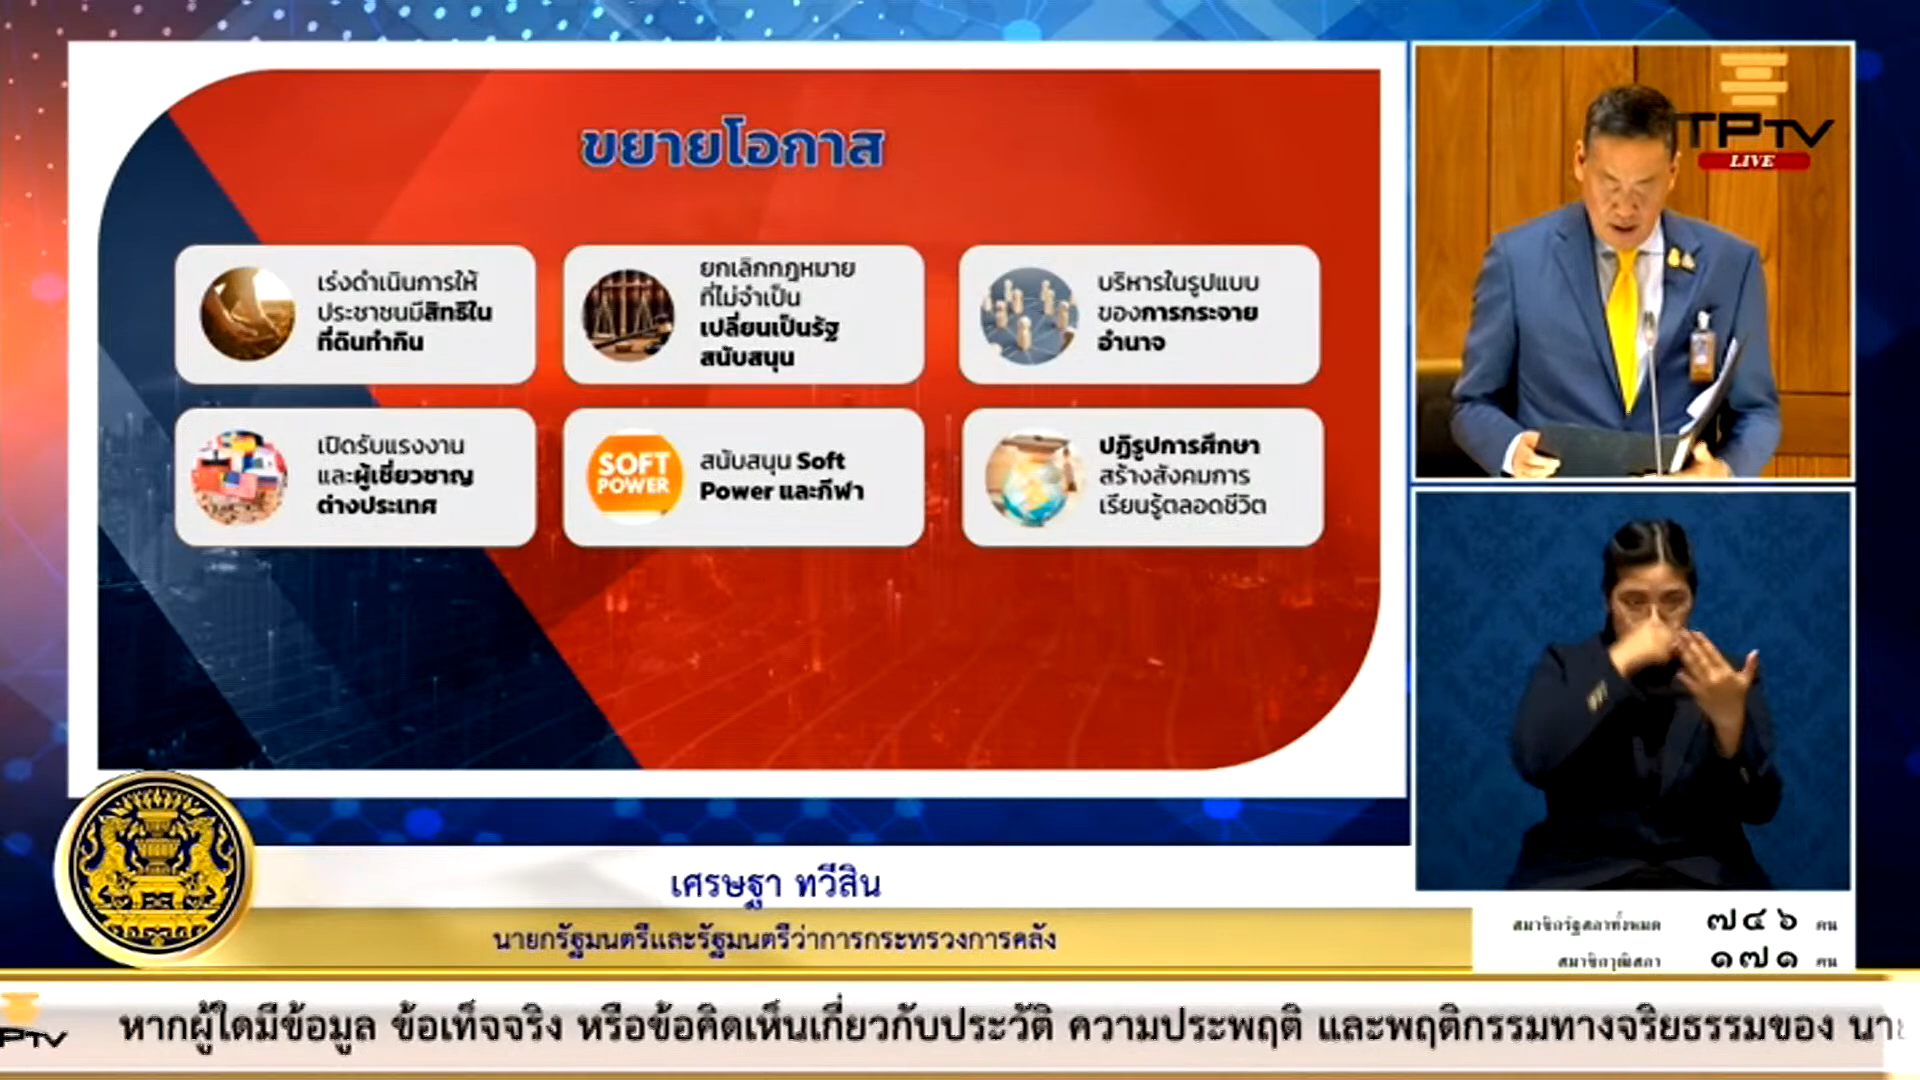 ขยายโอกาส
เร่งดำเนินการให้
ประชาชนมีสิทธิใน
ที่ดินทำกิน
ยกเลิกกฎหมาย
ที่ไม่จำเป็น
เปลี่ยนเป็นรัฐ
สนับสนุน
บริหารในรูปแบบ
ของการกระจาย
อำนาจ
เปิดรับแรงงาน
และผู้เชี่ยวชาญ
ต่างประเทศ
SOFT
POWER
สนับสนุน Soft
Power และกีฬา
ปฏิรูปการศึกษา
สร้างสังคมการ
เรียนรู้ตลอดชีวิต
TPTV
LIVE
เศรษฐา ทวีสิน
นายกรัฐมนตรีและรัฐมนตรีว่าการกระทรวงการคลัง
สมาชิกรัฐสภาทั้งหมด ๗๔๖ คน
สมาชิกวุฒิสภา ๑๗๑ คน
PTV หากผู้ใดมีข้อมูล ข้อเท็จจริง หรือข้อคิดเห็นเกี่ยวกับประวัติ ความประพฤติ และพฤติกรรมทางจริยธรรมของ นาย